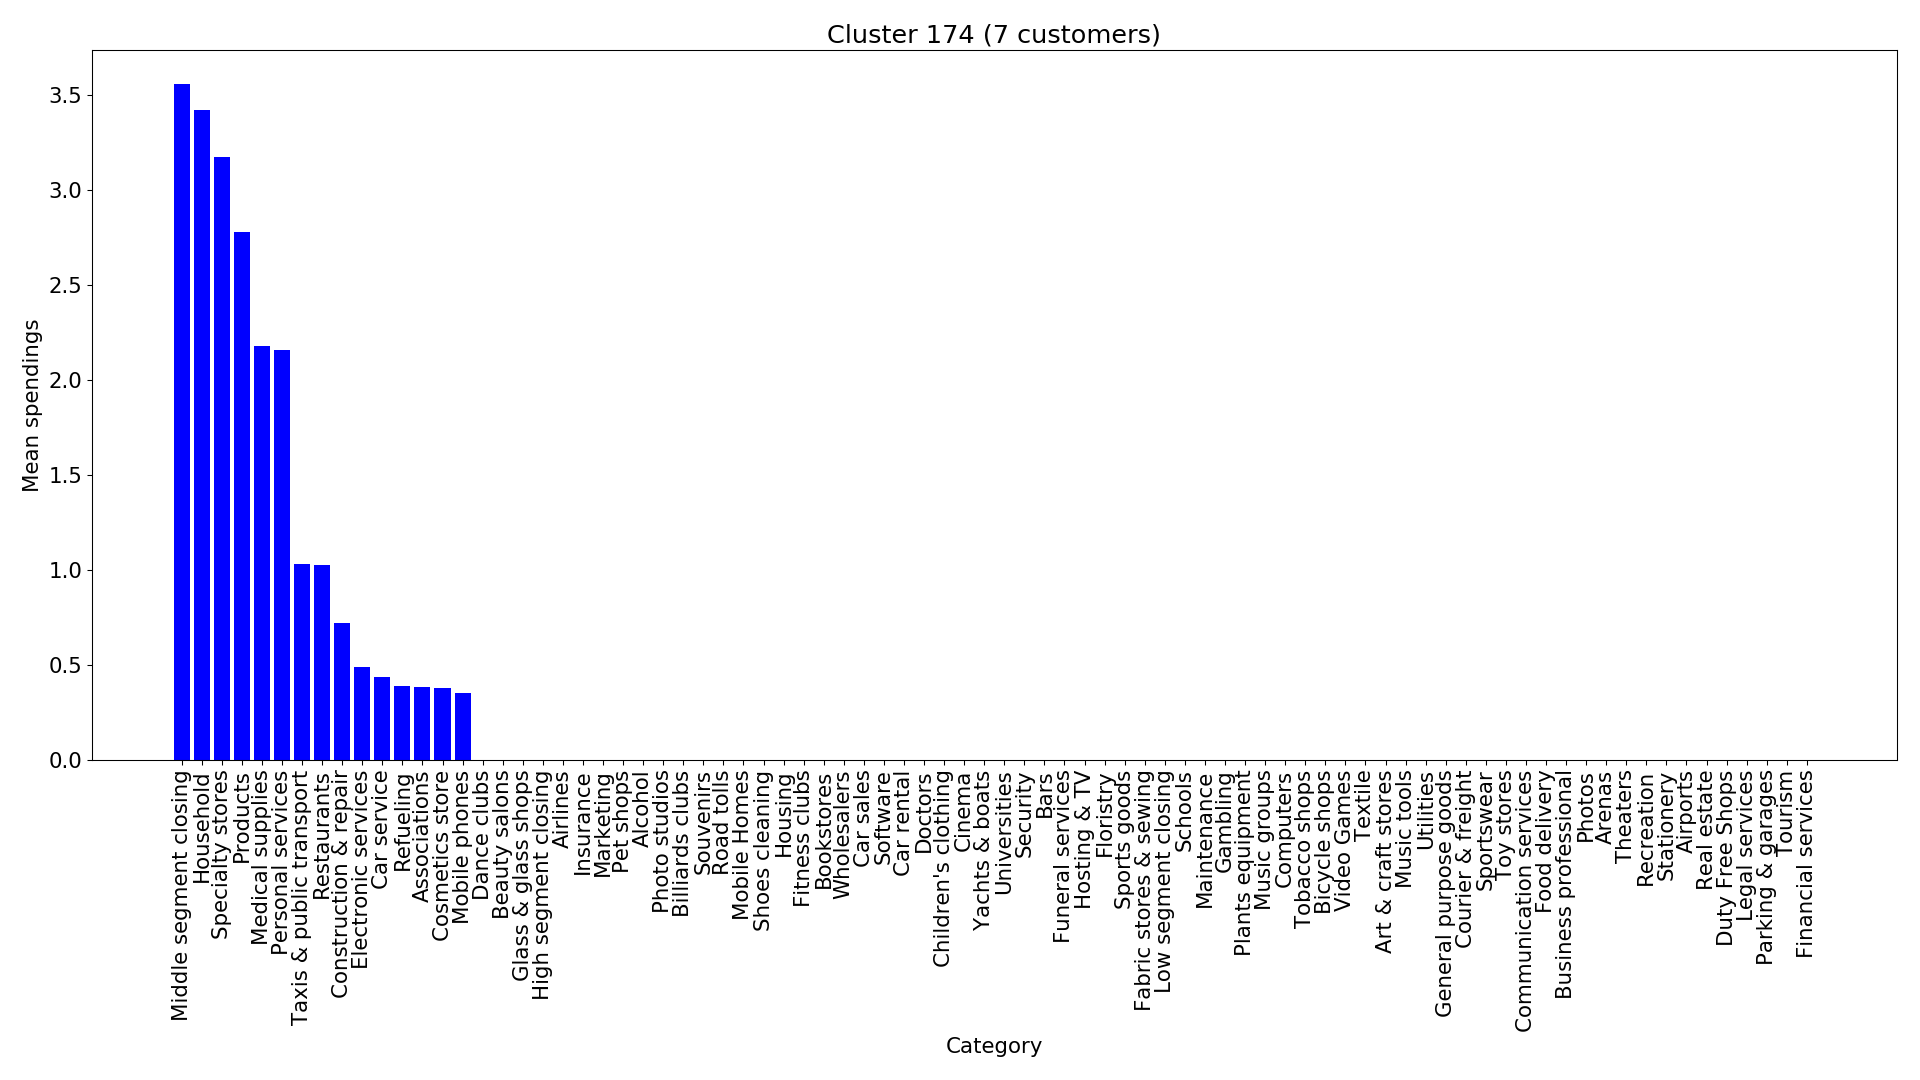 Cluster 174 (7 customers)
3.5
3.0
2.5
2.0
1.5
1.0
0.5
0.0
Mean spendings
Middle segment closing
Household
Specialty stores
Products
Medical supplies
Personal services
Taxis & public transport
Restaurants
Construction & repair
Electronic services
Car service
Refueling
Associations
Cosmetics store
Mobile phones
Dance clubs
Beauty salons
Glass & glass shops
High segment closing
Airlines
Insurance
Marketing
Pet shops
Alcohol
Photo studios
Billiards clubs
Souvenirs
Road tolls
Mobile Homes
Shoes cleaning
Housing
Fitness clubs
Bookstores
Wholesalers
Car sales
Software
Car rental
Doctors
Children's clothing
Cinema
Yachts & boats
Universities
Security
Bars
Funeral services
Hosting & TV
Floristry
Sports goods
Fabric stores & sewing
Low segment closing
Schools
Maintenance
Gambling
Plants equipment
Music groups
Computers
Tobacco shops
Bicycle shops
Video Games
Textile
Art & craft stores
Music tools
Utilities
General purpose goods
Courier & freight
Sportswear
Toy stores
Communication services
Food delivery
Business professional
Photos
Arenas
Theaters
Recreation
Stationery
Airports
Real estate
Duty Free Shops
Legal services
Parking & garages
Tourism
Financial services
Category